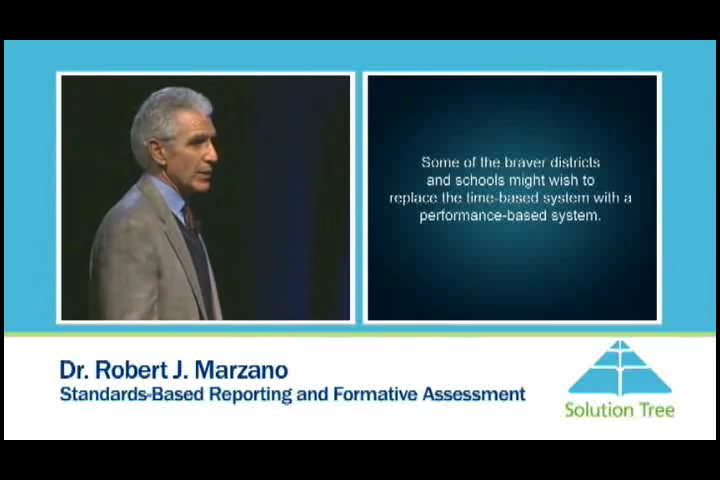 Some of the braver districts
and schools might wish to
replace the time-based system with a
performance-based system.
Dr. Robert J. Marzano
Standards-Based Reporting and Formative Assessment
Solution Tree